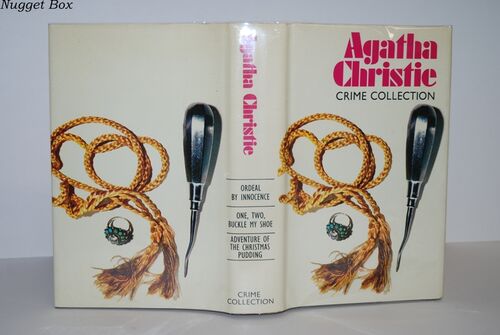 Nugget Box
Agatha Christie
ORDEAL
BY INNOCENCE
ONE, TWO,
BUCKLE MY SHOE
ADVENTURE OF
THE CHRISTMAS
PUDDING
CRIME
COLLECTION
Agatha
Christie
CRIME COLLECTION